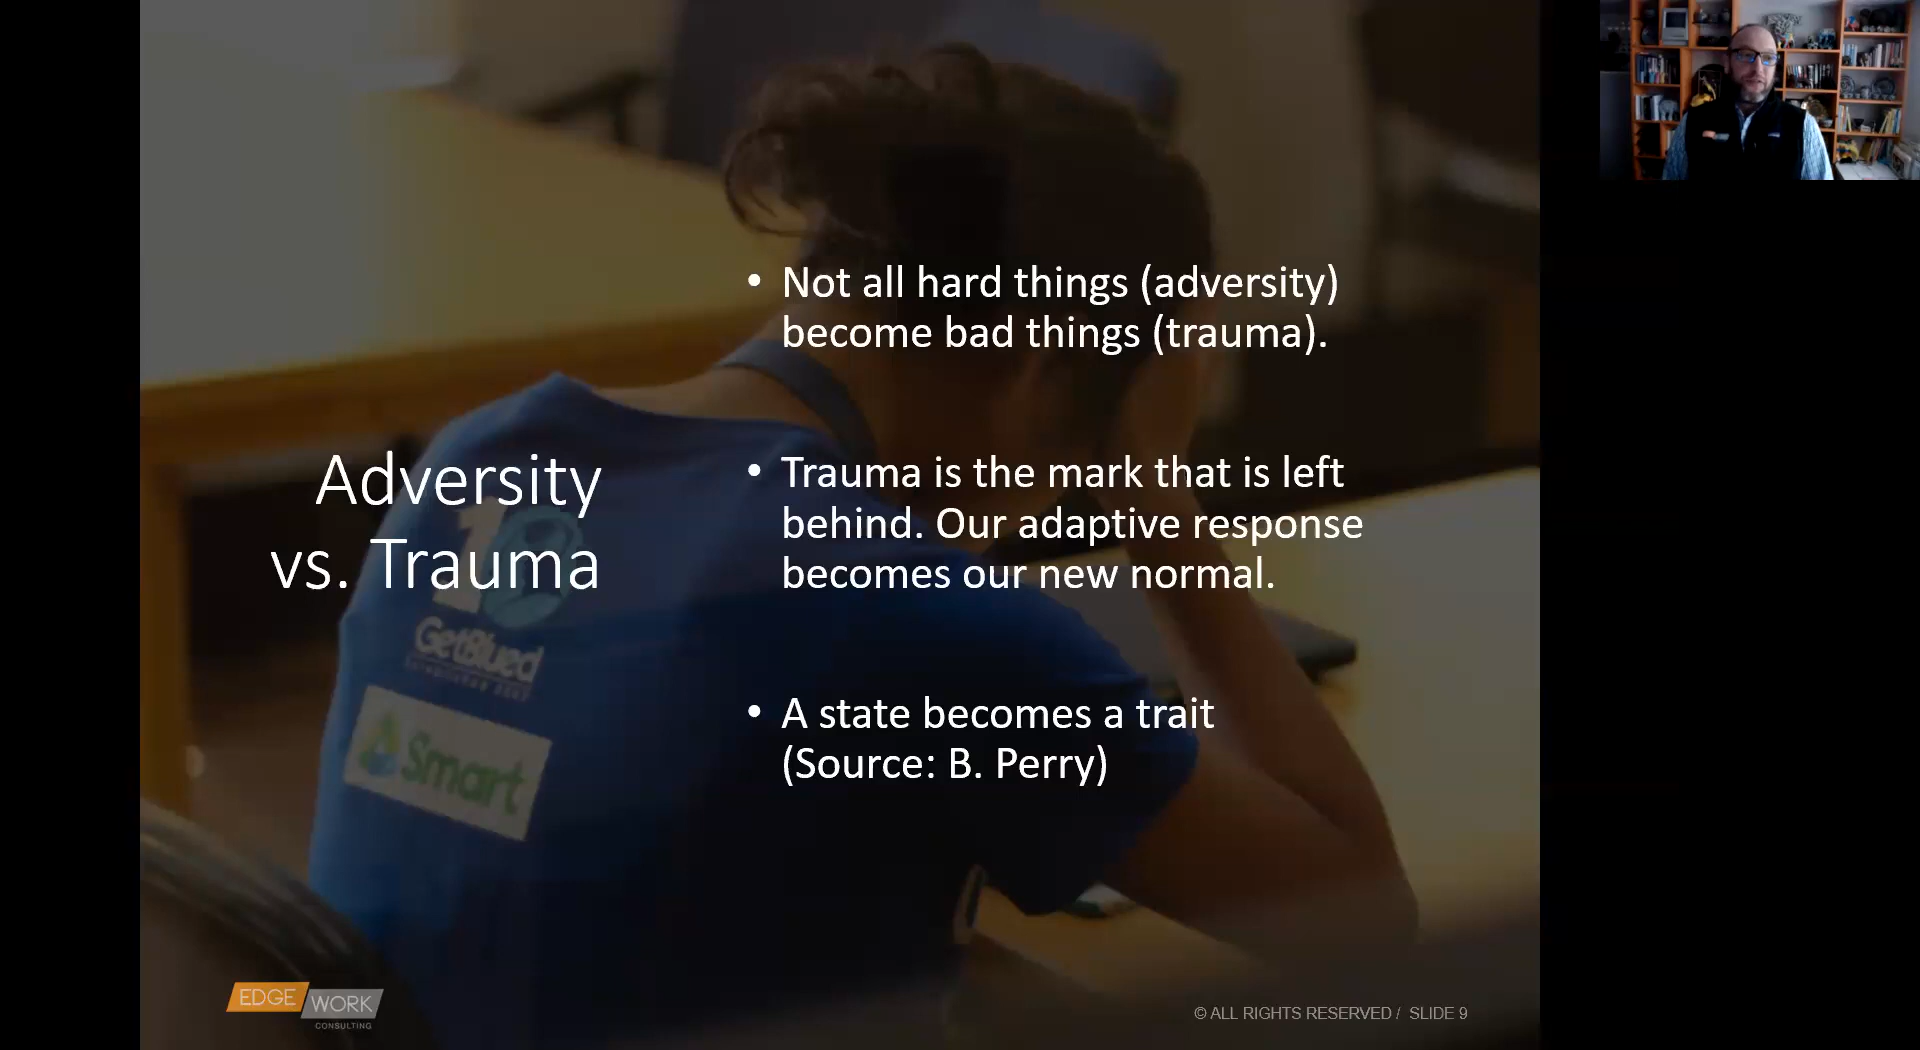 Adversity
vs. Trauma
• Not all hard things (adversity)
become bad things (trauma).
• Trauma is the mark that is left
behind. Our adaptive response
becomes our new normal.
• A state becomes a trait
(Source: B. Perry)
10
GetBlued
Smart
EDGE WORK
CONSULTING
© ALL RIGHTS RESERVED / SLIDE 9